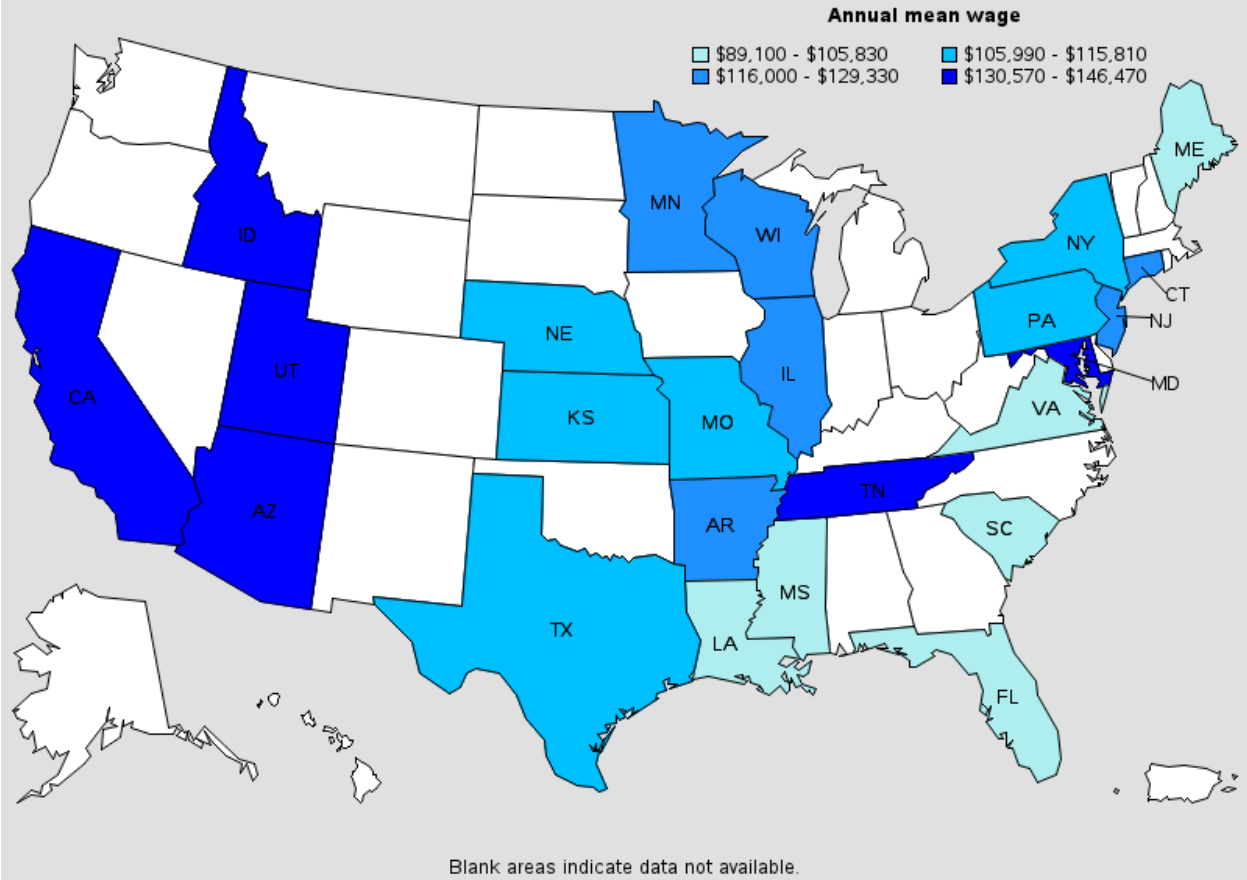 Annual mean wage
$89,100 - $105,830 $105,990 - $115,810
$116,000 - $129,330 $130,570 - $146,470
ME
MN
ID
WI
NY
CT
NJ
PA
NE
UT
IL
MD
CA
VA
KS
MO
TN
AZ
AR
SC
MS
TX
LA
FL
Blank areas indicate data not available.